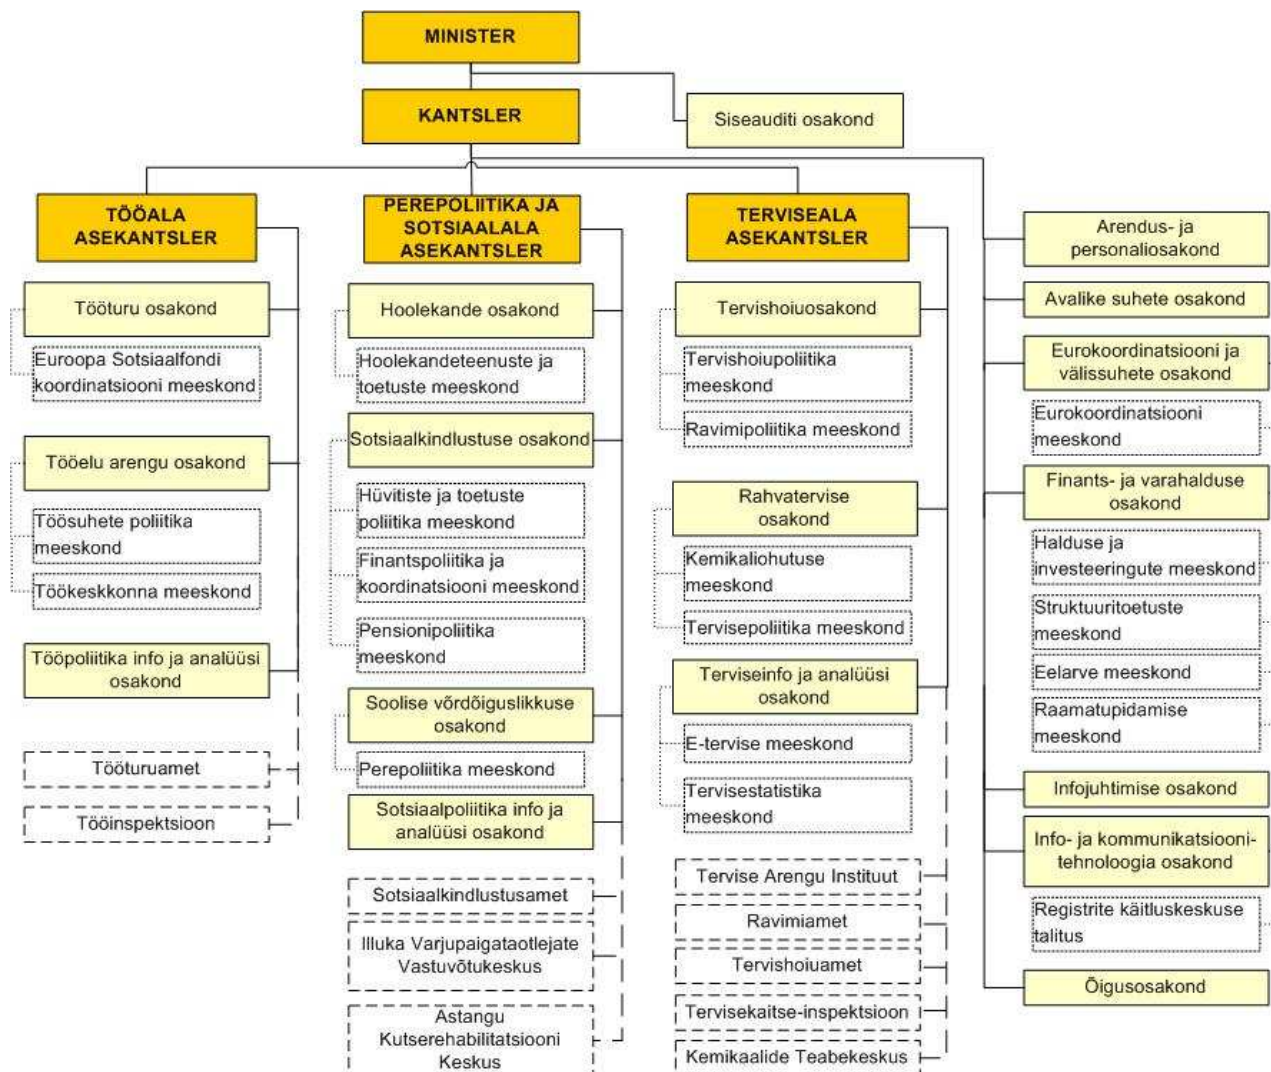 MINISTER
KANTSLER
Siseauditi osakond
TÖÖALA
ASEKANTSLER
Tööturu osakond
Euroopa Sotsiaalfondi
koordinatsiooni meeskond
Tööelu arengu osakond
Töösuhete poliitika
meeskond
Töökeskkonna meeskond
Tööpoliitika info ja analüüsi
osakond
Tööturuamet
Tööinspektsioon
PEREPOLIITIKA JA
SOTSIAALALA
ASEKANTSLER
Hoolekande osakond
Hoolekandeteenuste ja
toetuste meeskond
Sotsiaalkindlustuse osakond
Hüvitiste ja toetuste
poliitika meeskond
Finantspoliitika ja
koordinatsiooni meeskond
Pensionipoliitika
meeskond
Soolise võrdõiguslikkuse
osakond
Perepoliitika meeskond
Sotsiaalpoliitika info ja
analüüsi osakond
Sotsiaalkindlustusamet
Illuka Varjupaigataotlejate
Vastuvõtukeskus
Astangu
Kutserehabilitatsiooni
Keskus
TERVISEALA
ASEKANTSLER
Tervishoiuosakond
Tervishoiupoliitika
meeskond
Ravimipoliitika meeskond
Rahvatervise
osakond
Kemikaliohutuse
meeskond
Tervisepoliitika meeskond
Terviseinfo ja analüüsi
osakond
E-tervise meeskond
Tervisestatistika
meeskond
Tervise Arengu Instituut
Ravimiamet
Tervishoiuamet
Tervisekaitse-inspektsioon
Kemikaalide Teabekeskus
Arendus- ja
personaliosakond
Avalike suhete osakond
Eurokoordinatsiooni ja
välissuhete osakond
Eurokoordinatsiooni
meeskond
Finants- ja varahalduse
osakond
Halduse ja
investeeringute meeskond
Struktuuritoetuste
meeskond
Eelarve meeskond
Raamatupidamise
meeskond
Infojuhtimise osakond
Info- ja kommunikatsiooni-
tehnoloogia osakond
Registrite käitluskeskuse
talitus
Õigusosakond